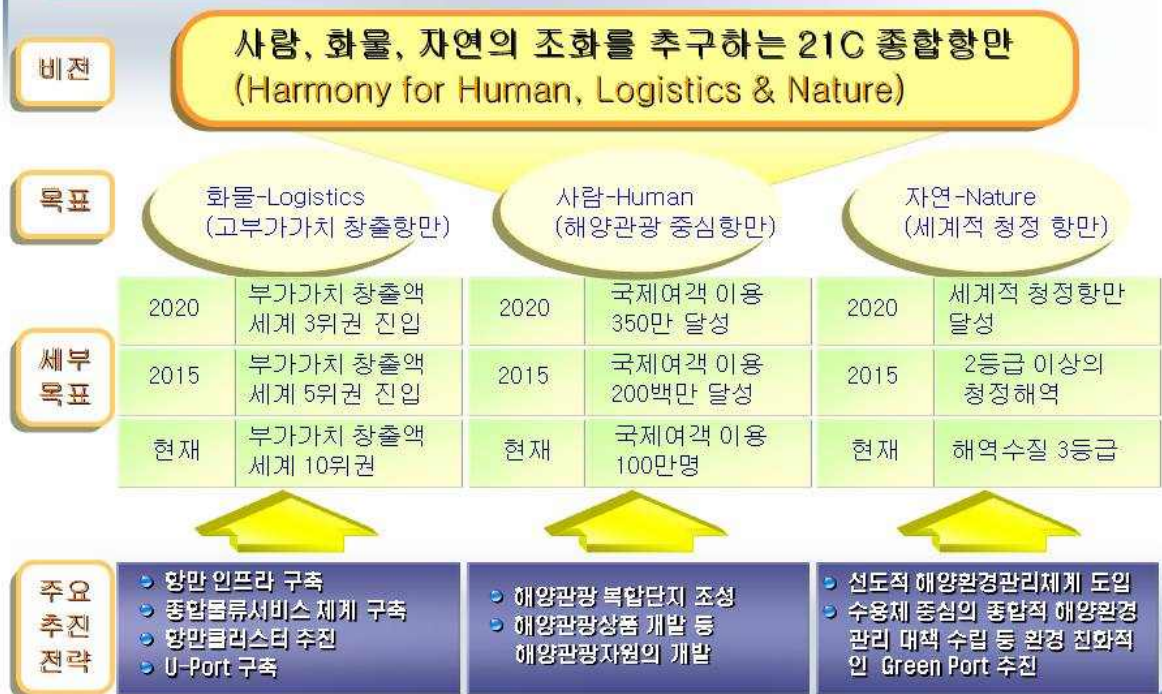 비전
사람, 화물, 자연의 조화를 추구하는 21C 종합항만
(Harmony for Human, Logistics & Nature)
목표
화물-Logistics
(고부가가치 창출항만)
사람-Human
(해양관광 중심항만)
자연-Nature
(세계적 청정 항만)
세부
목표
2020
부가가치 창출액
세계 3위권 진입
2020
국제여객 이용
350만 달성
2020
세계적 청정항만
달성
2015
부가가치 창출액
세계 5위권 진입
2015
국제여객 이용
200백만 달성
2015
2등급 이상의
청정해역
현재
부가가치 창출액
세계 10위권
현재
국제여객 이용
100만명
현재
해역수질 3등급
주요
추진
전략
항만 인프라 구축
종합물류서비스 체계 구축
항만클러스터 추진
U-Port 구축
해양관광 복합단지 조성
해양관광상품 개발 등
해양관광자원의 개발
선도적 해양환경관리체계 도입
수용체 중심의 종합적 해양환경
관리 대책 수립 등 환경 친화적
인 Green Port 추진